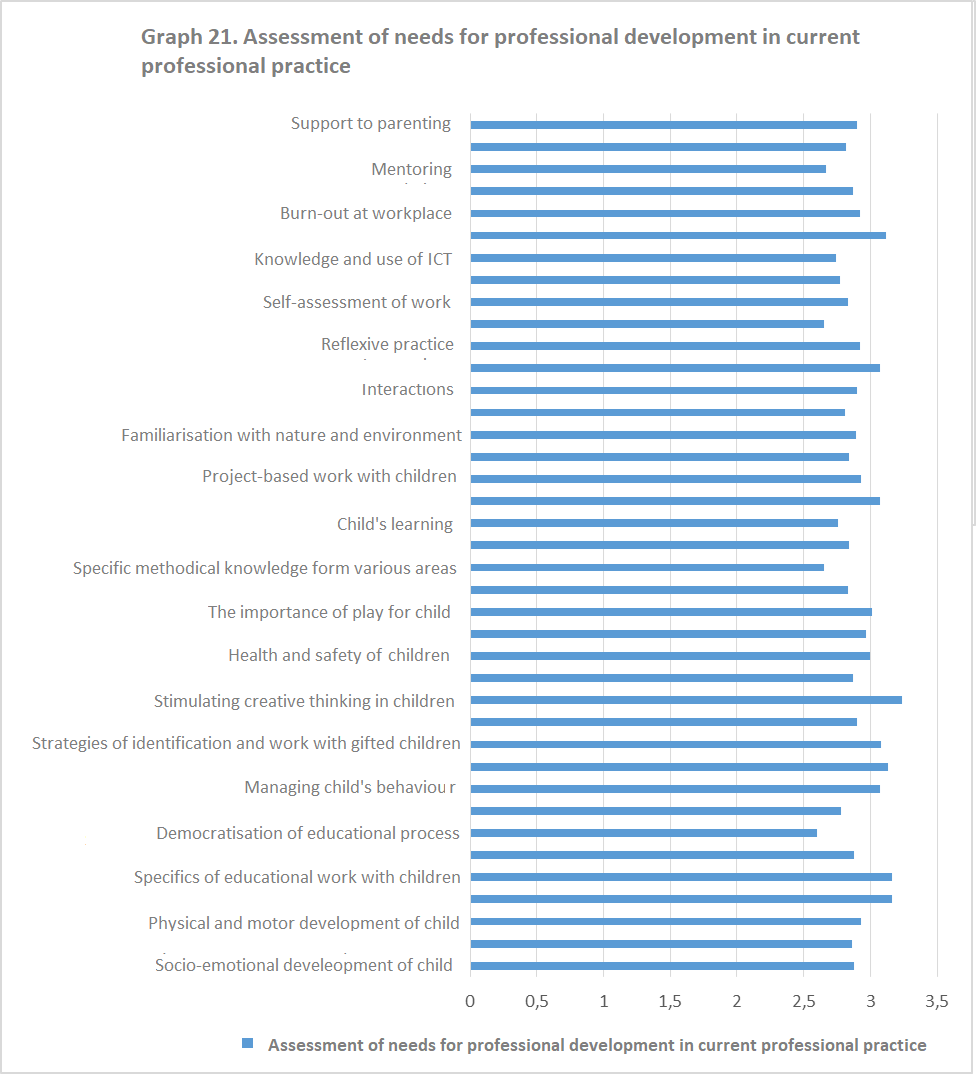 Graph 21. Assessment of needs for professional development in current
professional practice
Support to parenting
Mentoring
Burn-out at workplace
Knowledge and use of ICT
Self-assessment of work
Reflexive practice
Interactions
Familiarisation with nature and environment
Project-based work with children
Child's learning
Specific methodical knowledge form various areas
The importance of play for child
Health and safety of children
Stimulating creative thinking in children
Strategies of identification and work with gifted children
Managing child's behaviour
Democratisation of educational process
Specifics of educational work with children
Physical and motor development of child
Socio-emotional develeopment of child
0 0,5 1 1,5 2 2,5 3 3,5
Assessment of needs for professional development in current professional practice